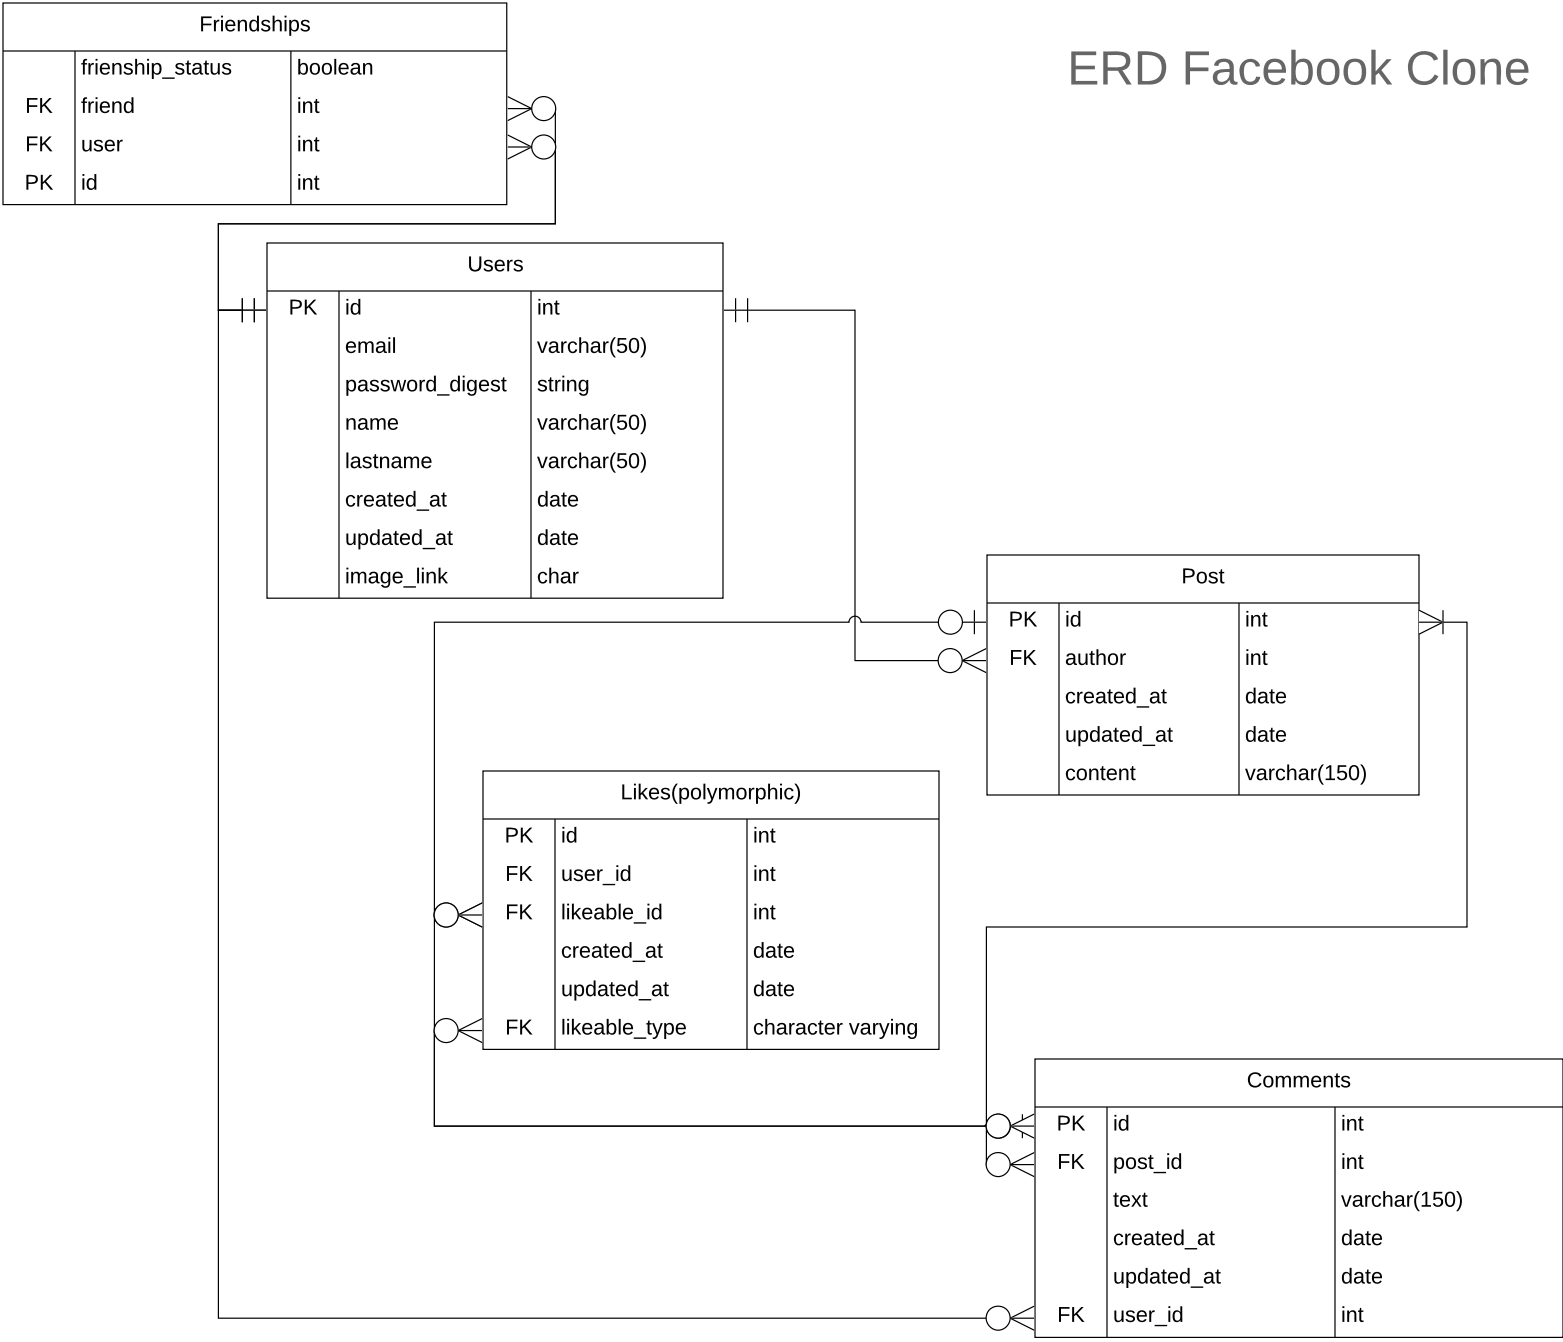 ERD Facebook Clone
Friendships
frienship_status boolean
FK friend int
FK user int
PK id int
Users
PK id int
email varchar(50)
password_digest string
name varchar(50)
lastname varchar(50)
created_at date
updated_at date
image_link char
Post
PK id int
FK author int
created_at date
updated_at date
content varchar(150)
Likes(polymorphic)
PK id int
FK user_id int
FK likeable_id int
created_at date
updated_at date
FK likeable_type character varying
Comments
PK id int
FK post_id int
text varchar(150)
created_at date
updated_at date
FK user_id int